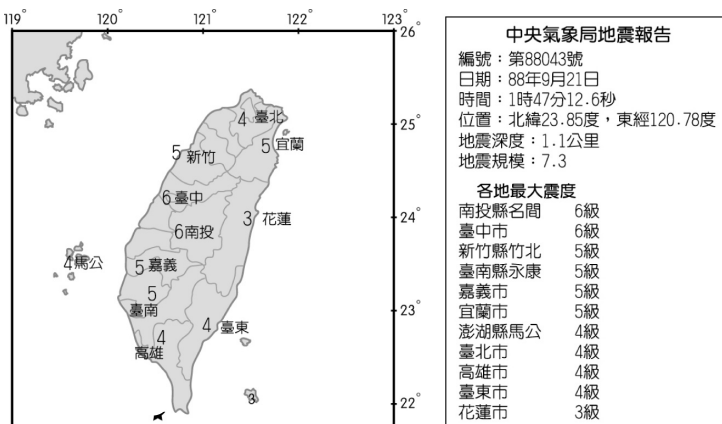 119
120
121
122
123
26°
25°
24°
23°
22°
4 臺北
5 宜蘭
5 新竹
6 臺中
3 花蓮
6 南投
4 馬公
5 嘉義
5
臺南
4 臺東
4
高雄
3
中央氣象局地震報告
編號：第88043號
日期：88年9月21日
時間：1時47分12.6秒
位置：北緯23.85度，東經120.78度
地震深度：1.1公里
地震規模：7.3
各地最大震度
南投縣名間 6級
臺中市 6級
新竹縣竹北 5級
臺南縣永康 5級
嘉義市 5級
宜蘭市 5級
澎湖縣馬公 4級
臺北市 4級
高雄市 4級
臺東市 4級
花蓮市 3級